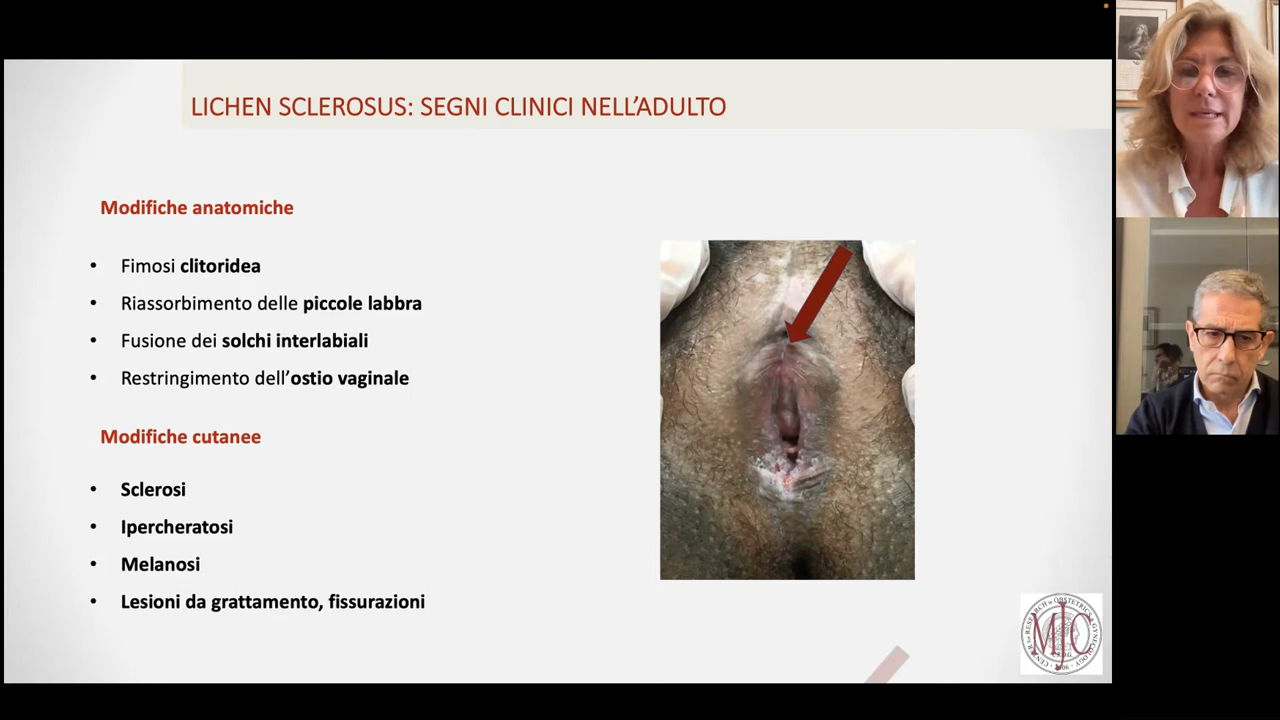 LICHEN SCLEROSUS: SEGNI CLINICI NELL'ADULTO
Modifiche anatomiche
• Fimosi clitoridea
• Riassorbimento delle piccole labbra
• Fusione dei solchi interlabiali
• Restringimento dell'ostio vaginale
Modifiche cutanee
• Sclerosi
• Ipercheratosi
• Melanosi
• Lesioni da grattamento, fissurazioni
MJC